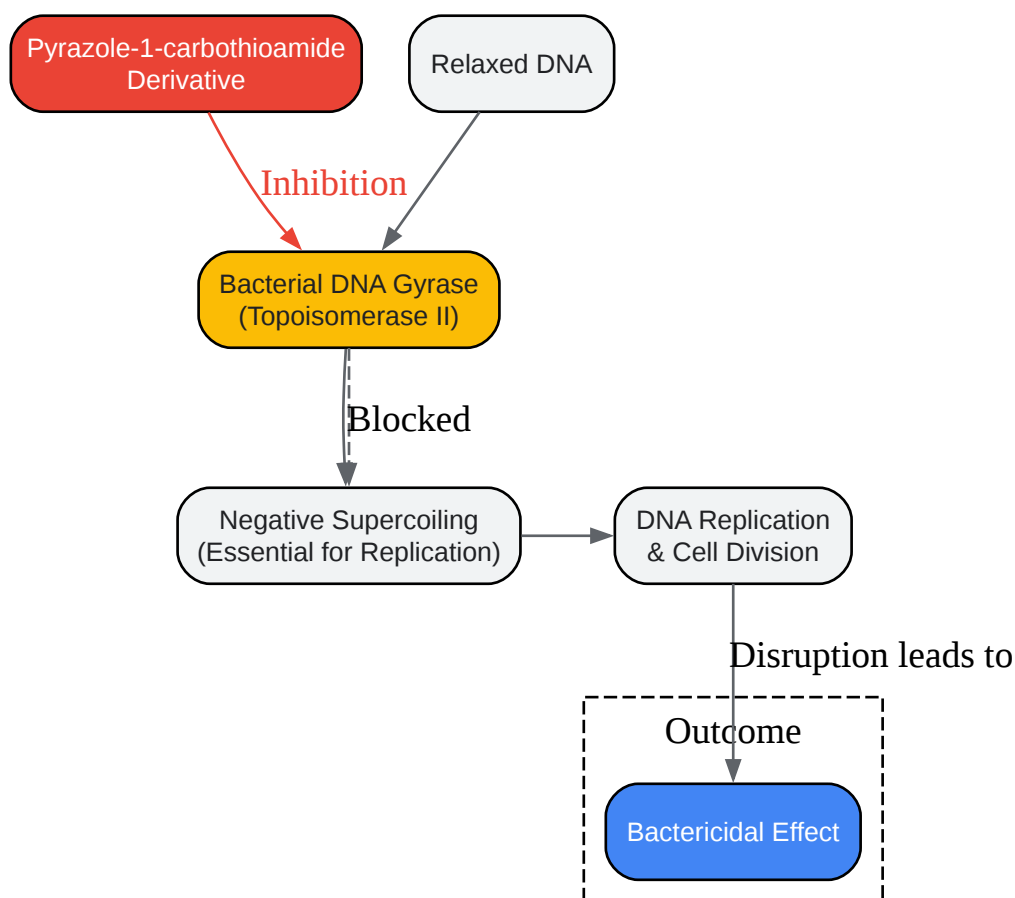 Pyrazole-1-carbothioamide
Derivative
Relaxed DNA
Inhibition
Bacterial DNA Gyrase
(Topoisomerase II)
Blocked
Negative Supercoiling
(Essential for Replication)
DNA Replication
& Cell Division
Disruption leads to
Outcome
Bactericidal Effect